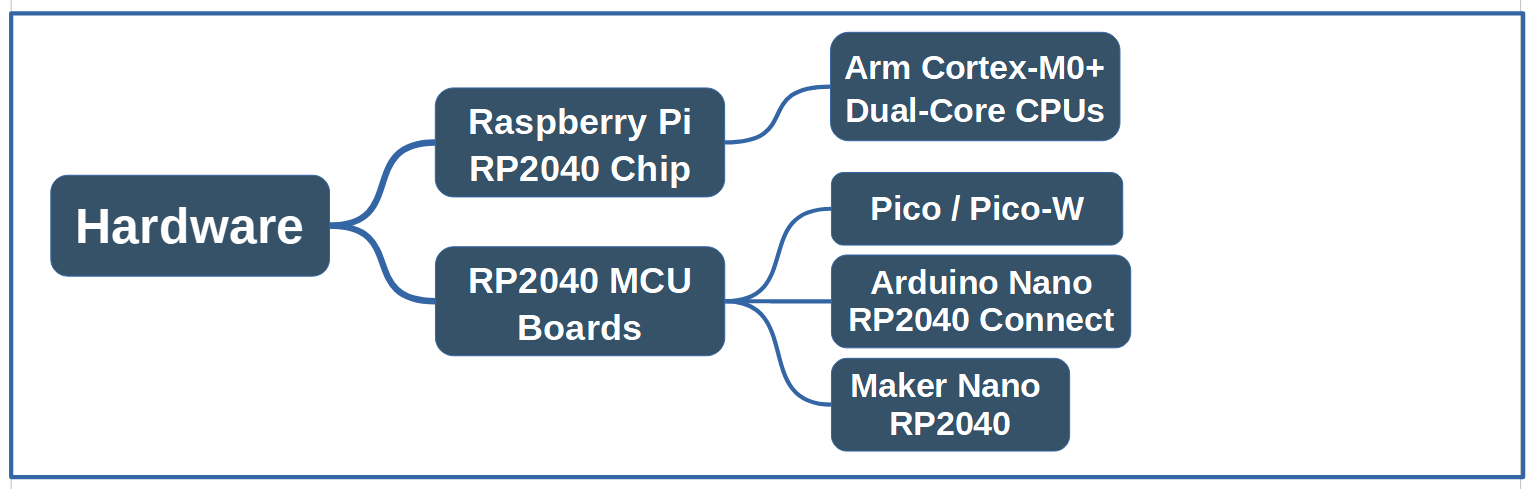 Hardware
Raspberry Pi
RP2040 Chip
Arm Cortex-M0+
Dual-Core CPUs
RP2040 MCU
Boards
Pico / Pico-W
Arduino Nano
RP2040 Connect
Maker Nano
RP2040